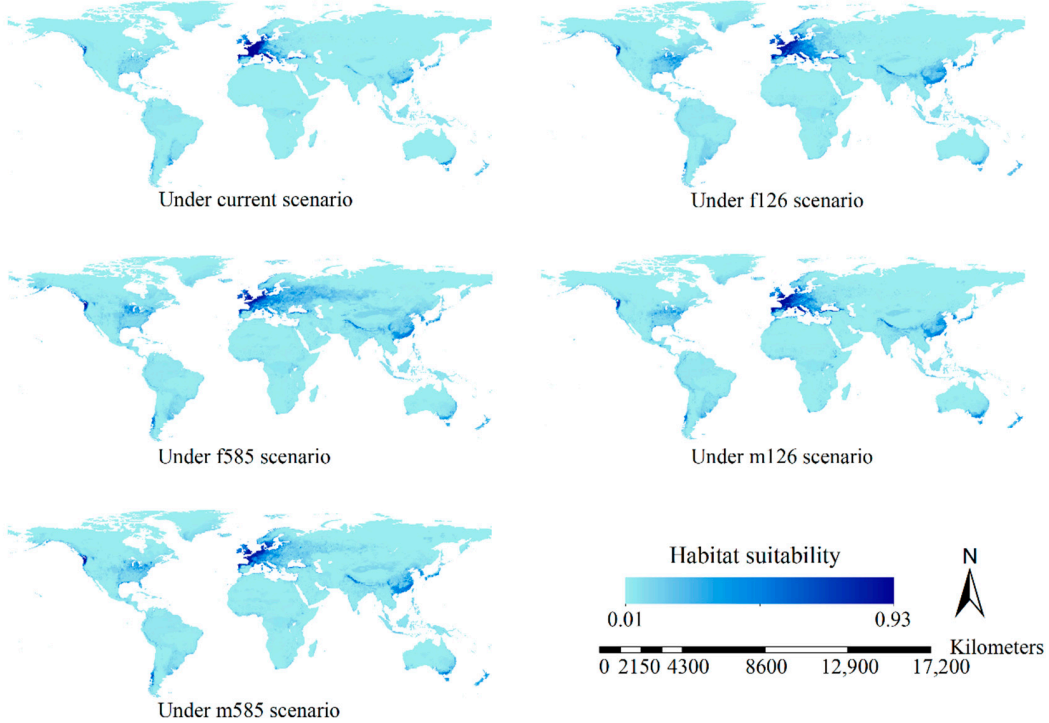 Under current scenario
Under f126 scenario
Under f585 scenario
Under m126 scenario
Under m585 scenario
Habitat suitability
0.01 0.93
N
Kilometers
0 2150 4300 8600 12,900 17,200